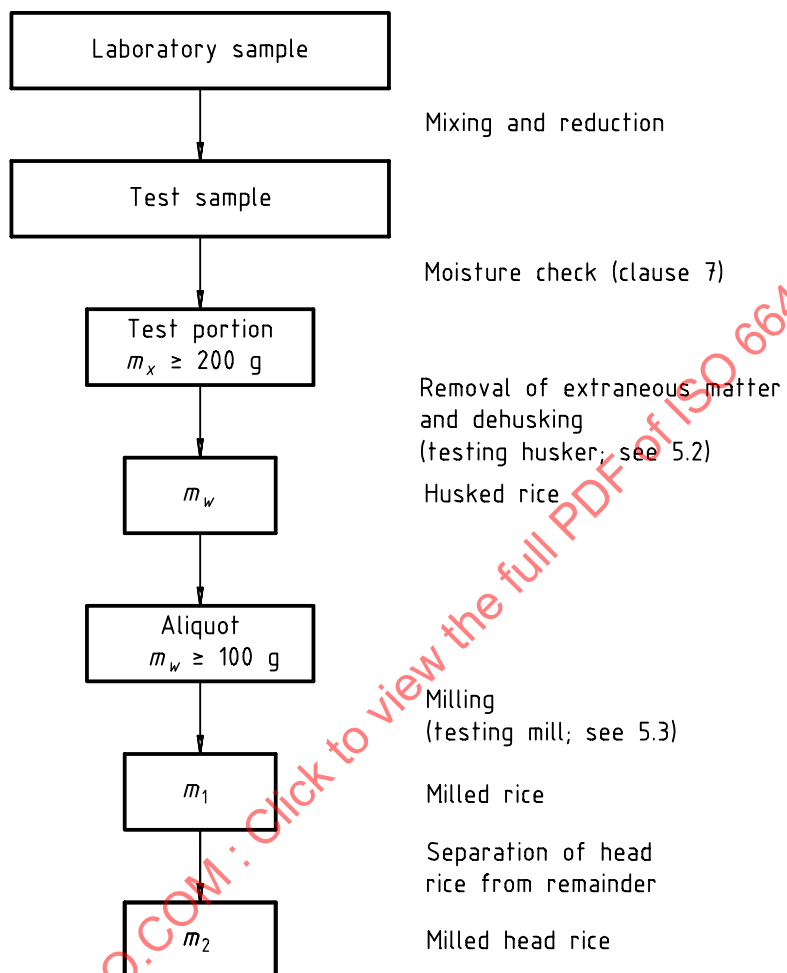 Laboratory sample
Mixing and reduction
Test sample
Moisture check (clause 7)
Test portion
mₓ ≥ 200 g
Removal of extraneous matter
and dehusking
(testing husker; see 5.2)
m_w
Husked rice
Aliquot
m_w ≥ 100 g
Milling
(testing mill; see 5.3)
m₁
Milled rice
Separation of head
rice from remainder
m₂
Milled head rice
O.COM : Click to view the full PDF of ISO 664